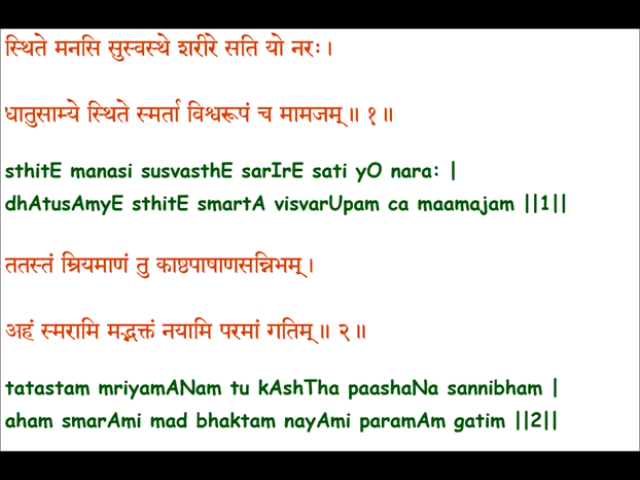 स्थिते मनसि सुस्वस्थे शरीरे सति यो नरः।
धातुसाम्ये स्थिते स्मर्ता विश्वरूपं च मामजम्॥ १॥
sthitE manasi susvasthE sarIrE sati yO nara: |
dhAtusAmyE sthitE smartA visvarUpam ca maamajam ||1||
ततस्तं म्रियमाणं तु काष्ठपाषाणसन्निभम्।
अहं स्मरामि मद्भक्तं नयामि परमां गतिम्॥ २॥
tatastam mriyamANam tu kAshTha paashaNa sannibham |
aham smarAmi mad bhaktam nayAmi paramAm gatim ||2||